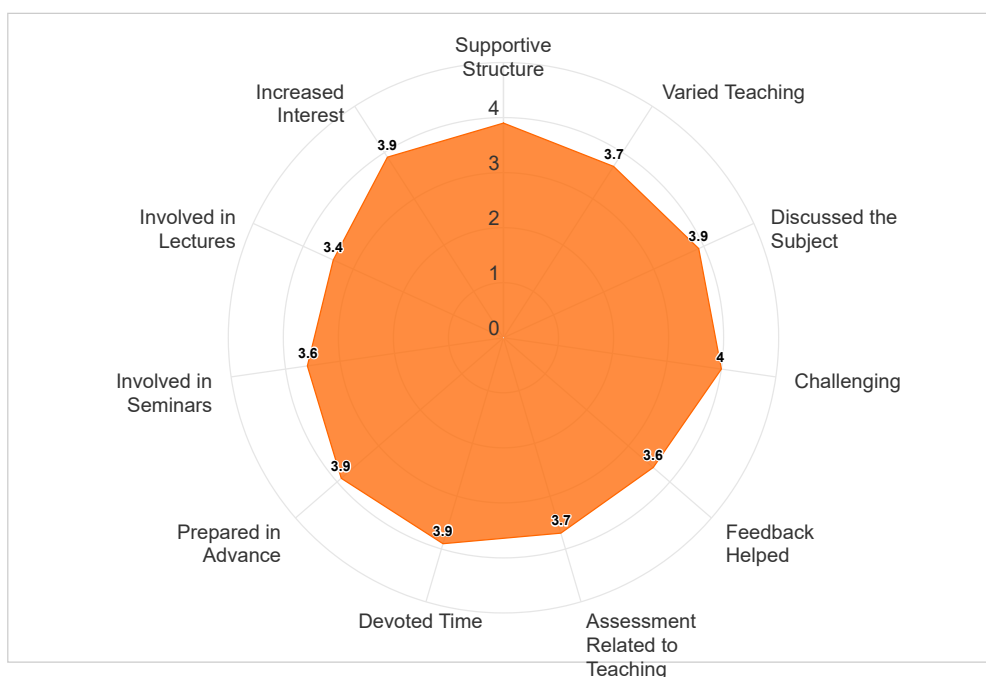 Supportive
Structure
Varied Teaching
Discussed the
Subject
Challenging
Feedback
Helped
Assessment
Related to
Teaching
Devoted Time
Prepared in
Advance
Involved in
Seminars
Involved in
Lectures
Increased
Interest
4
3
2
1
0
3.7
3.9
4
3.6
3.7
3.9
3.9
3.6
3.4
3.9